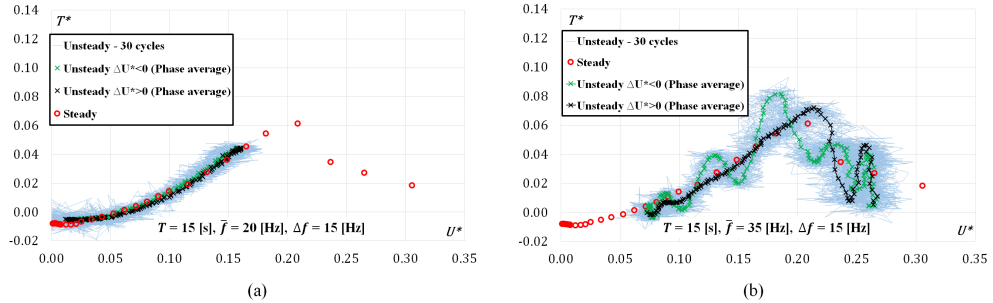 T*
0.14
0.12
0.10
0.08
0.06
0.04
0.02
0.00
-0.02
Unsteady - 30 cycles
Unsteady ΔU*<0 (Phase average)
Unsteady ΔU*>0 (Phase average)
Steady
T = 15 [s], f̄ = 20 [Hz], Δf = 15 [Hz]
U*
0.00 0.05 0.10 0.15 0.20 0.25 0.30 0.35
(a)
T*
0.14
0.12
0.10
0.08
0.06
0.04
0.02
0.00
-0.02
Unsteady - 30 cycles
Steady
Unsteady ΔU*<0 (Phase average)
Unsteady ΔU*>0 (Phase average)
T = 15 [s], f̄ = 35 [Hz], Δf = 15 [Hz]
U*
0.00 0.05 0.10 0.15 0.20 0.25 0.30 0.35
(b)